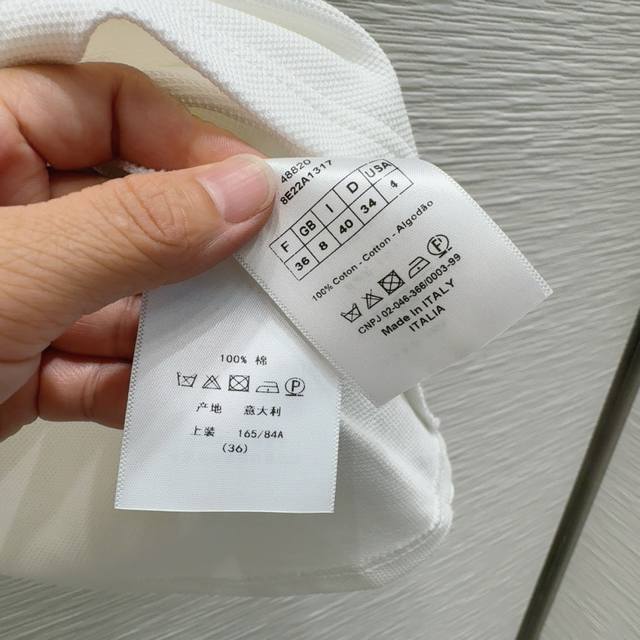 48820
8E22A1317
F GB I D USA
36 8 40 34 4
100% Coton - Cotton - Algodão
CNPJ 02-046-366/0003-99
Made in ITALY
ITALIA
100% 棉
P
产地 意大利
上装 165/84A
(36)